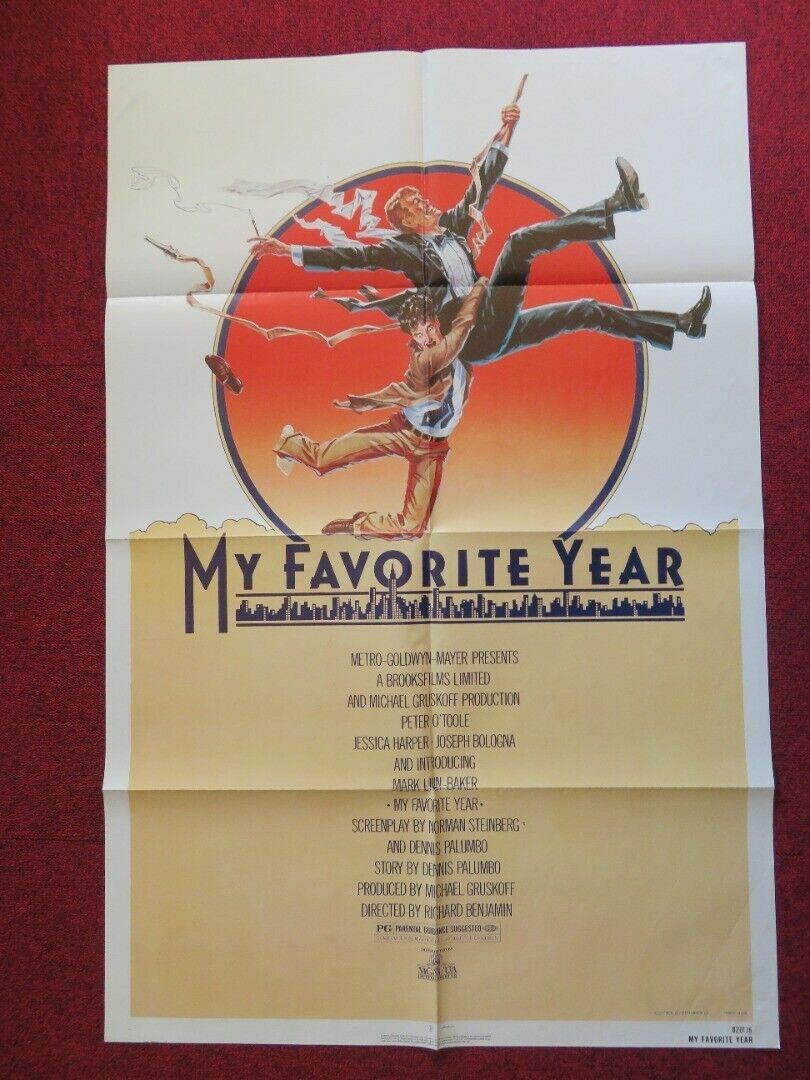 MY FAVORITE YEAR
METRO-GOLDWYN-MAYER PRESENTS
A BROOKSFILMS LIMITED
AND MICHAEL GRUSKOFF PRODUCTION
PETER O'TOOLE
JESSICA HARPER · JOSEPH BOLOGNA
AND INTRODUCING
MARK LINN-BAKER
· MY FAVORITE YEAR ·
SCREENPLAY BY NORMAN STEINBERG
AND DENNIS PALUMBO
STORY BY DENNIS PALUMBO
PRODUCED BY MICHAEL GRUSKOFF
DIRECTED BY RICHARD BENJAMIN
PG PARENTAL GUIDANCE SUGGESTED
MGM/UA
820136
MY FAVORITE YEAR